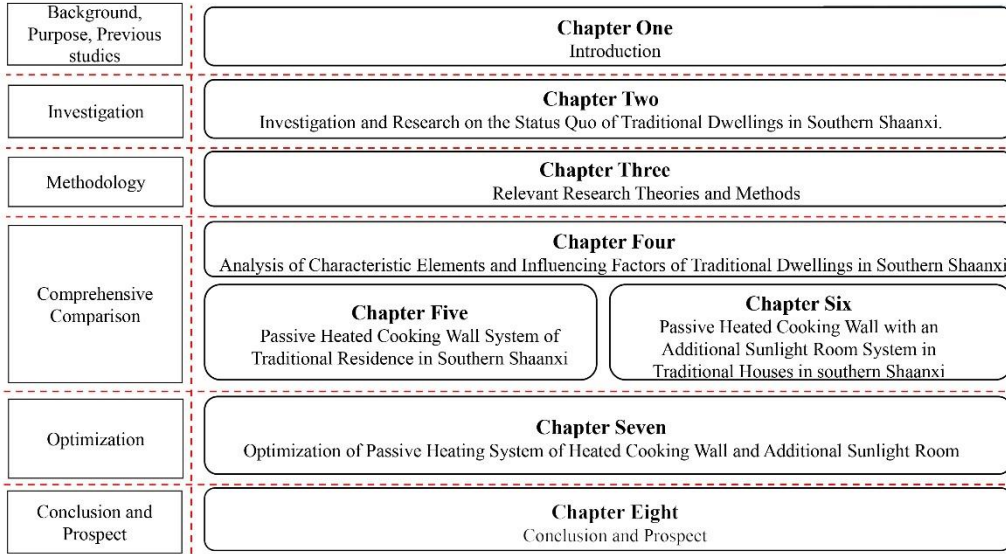 Background,
Purpose, Previous
studies
Chapter One
Introduction
Investigation
Chapter Two
Investigation and Research on the Status Quo of Traditional Dwellings in Southern Shaanxi.
Methodology
Chapter Three
Relevant Research Theories and Methods
Comprehensive
Comparison
Chapter Four
Analysis of Characteristic Elements and Influencing Factors of Traditional Dwellings in Southern Shaanxi
Chapter Five
Passive Heated Cooking Wall System of
Traditional Residence in Southern Shaanxi
Chapter Six
Passive Heated Cooking Wall with an
Additional Sunlight Room System in
Traditional Houses in southern Shaanxi
Optimization
Chapter Seven
Optimization of Passive Heating System of Heated Cooking Wall and Additional Sunlight Room
Conclusion and
Prospect
Chapter Eight
Conclusion and Prospect